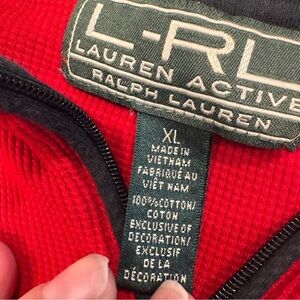 L-RL
LAUREN ACTIVE
RALPH LAUREN
XL
MADE IN
VIETNAM
FABRIQUÉ AU
VIÊT NAM
100% COTTON/
COTON
EXCLUSIVE OF
DECORATION/
EXCLUSIF
DE LA
DÉCORATION